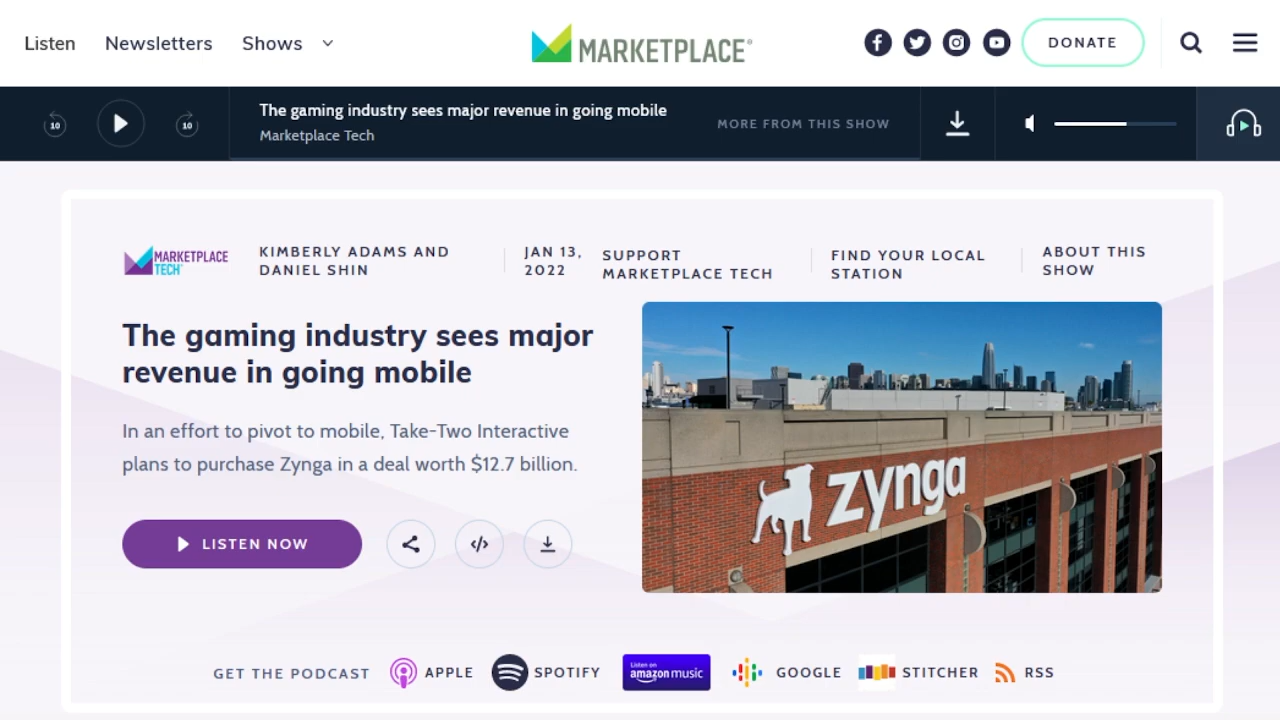 Listen Newsletters Shows
MARKETPLACE®
DONATE
10
10
The gaming industry sees major revenue in going mobile
Marketplace Tech
MORE FROM THIS SHOW
MARKETPLACE
TECH
KIMBERLY ADAMS AND
DANIEL SHIN
JAN 13,
2022
SUPPORT
MARKETPLACE TECH
FIND YOUR LOCAL
STATION
ABOUT THIS
SHOW
The gaming industry sees major
revenue in going mobile
In an effort to pivot to mobile, Take-Two Interactive
plans to purchase Zynga in a deal worth $12.7 billion.
LISTEN NOW
zynga
GET THE PODCAST
APPLE
SPOTIFY
Listen on
amazon music
GOOGLE
STITCHER
RSS